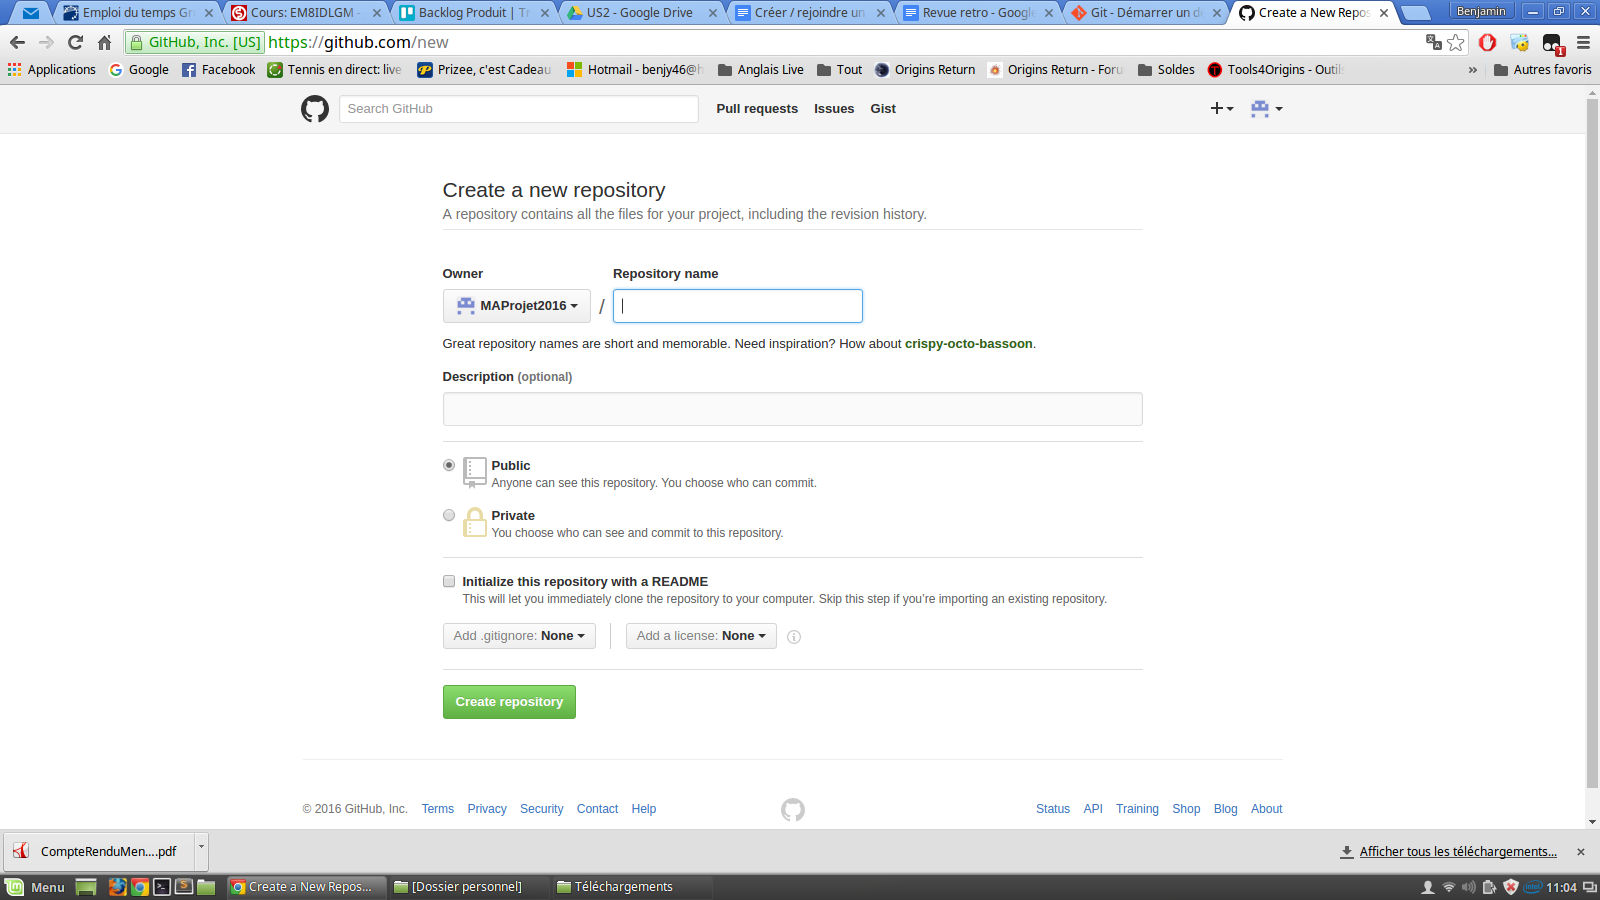 Emploi du temps Gr
Cours: EM8IDLGM -
Backlog Produit | Tr
US2 - Google Drive
Créer / rejoindre un
Revue retro - Google
Git - Démarrer un dé
Create a New Repos
Benjamin
GitHub, Inc. [US]
https://github.com/new
Applications
Google
Facebook
Tennis en direct: live
Prizee, c'est Cadeau
Hotmail - benjy46@h
Anglais Live
Tout
Origins Return
Origins Return - Foru
Soldes
Tools4Origins - Outils
»
Autres favoris
Search GitHub
Pull requests
Issues
Gist
Create a new repository
A repository contains all the files for your project, including the revision history.
Owner
Repository name
MAProjet2016
/
Great repository names are short and memorable. Need inspiration? How about crispy-octo-bassoon.
Description (optional)
Public
Anyone can see this repository. You choose who can commit.
Private
You choose who can see and commit to this repository.
Initialize this repository with a README
This will let you immediately clone the repository to your computer. Skip this step if you're importing an existing repository.
Add .gitignore: None
Add a license: None
Create repository
© 2016 GitHub, Inc.
Terms
Privacy
Security
Contact
Help
Status
API
Training
Shop
Blog
About
CompteRenduMen....pdf
Afficher tous les téléchargements...
Menu
Create a New Repos...
[Dossier personnel]
Téléchargements
11:04